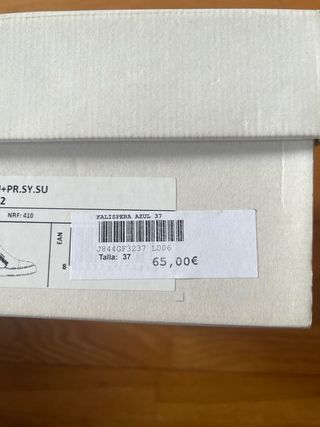 +PR.SY.SU
2
NRF: 410
EAN
8
KALISPERA AZUL 37
J844GF3237 L006
Talla: 37
65,00€